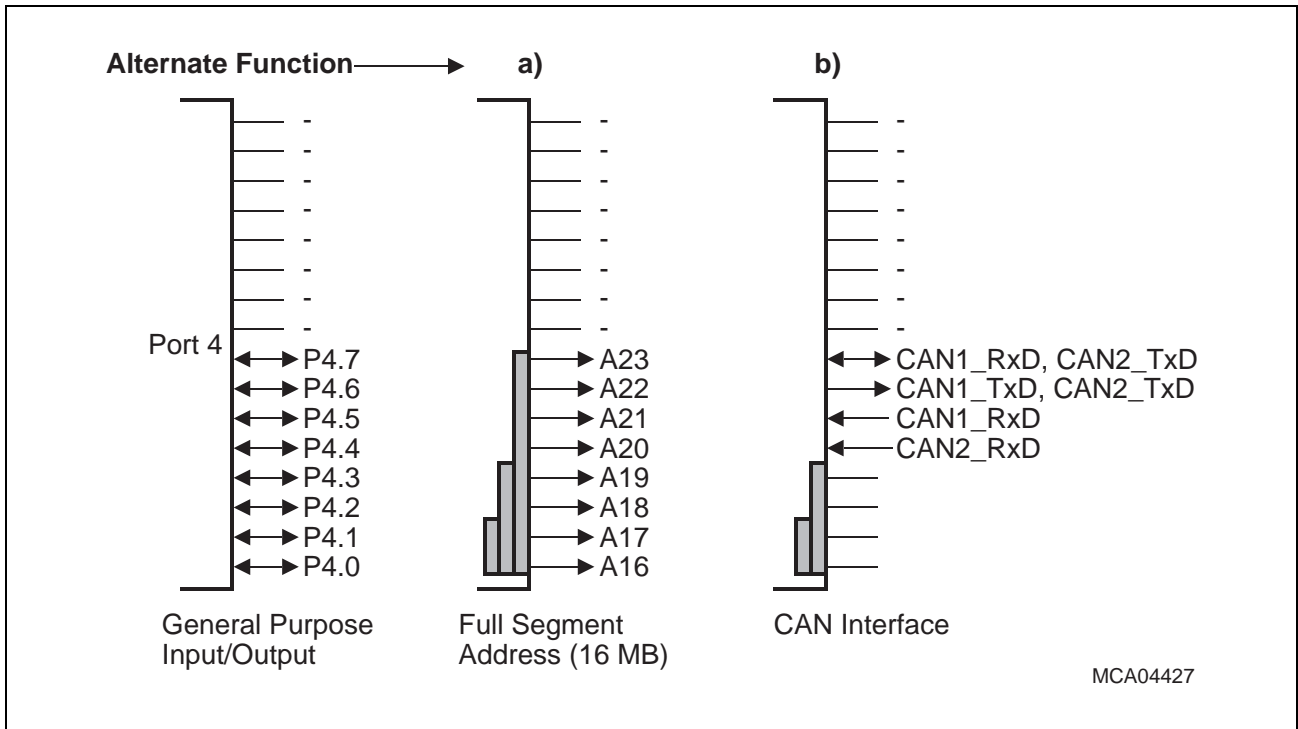 Alternate Function a) b)
- - -
- - -
- - -
- - -
- - -
- - -
- - -
- - -
Port 4
P4.7 A23 CAN1_RxD, CAN2_TxD
P4.6 A22 CAN1_TxD, CAN2_TxD
P4.5 A21 CAN1_RxD
P4.4 A20 CAN2_RxD
P4.3 A19
P4.2 A18
P4.1 A17
P4.0 A16
General Purpose
Input/Output
Full Segment
Address (16 MB)
CAN Interface
MCA04427